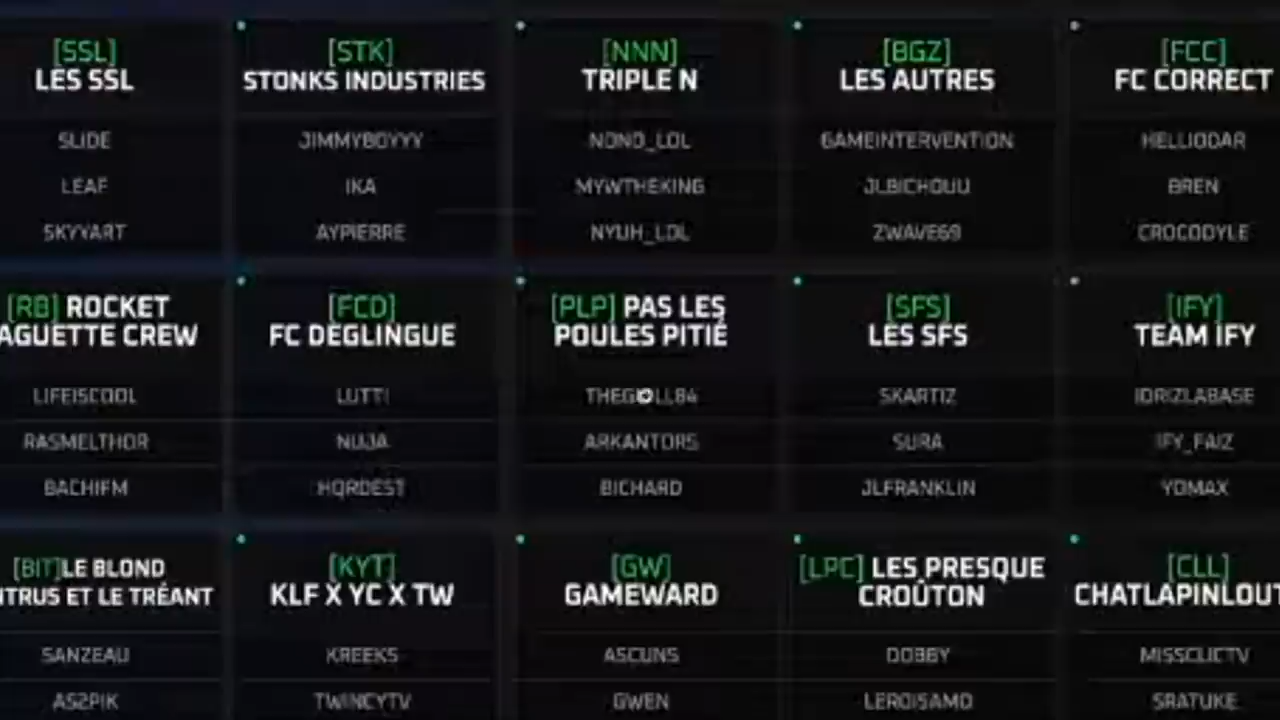 [SSL]
LES SSL
SLIDE
LEAF
SKYYART
[STK]
STONKS INDUSTRIES
JIMMYBOYYY
IKA
AYPIERRE
[NNN]
TRIPLE N
NONO_LOL
MYWTHEKING
NYUH_LOL
[BGZ]
LES AUTRES
GAMEINTERVENTION
JLBICHOUU
ZWAVE69
[FCC]
FC CORRECT
HELLIODAR
BREN
CROCODYLE
[RB] ROCKET
AGUETTE CREW
LIFEISCOOL
RASMELTHOR
BACHIFM
[FCD]
FC DÉGLINGUE
LUTTI
NUJA
HQRDEST
[PLP] PAS LES
POULES PITIÉ
ARKANTORS
BICHARD
[SFS]
LES SFS
SKARTIZ
SURA
JLFRANKLIN
[IFY]
TEAM IFY
IDRIZLABASE
IFY_FAIZ
YOMAX
[BIT]LE BLOND
NTRUS ET LE TRÉANT
SANZEAU
AS2PIK
[KYT]
KLF X YC X TW
KREEKS
TWINCYTV
[GW]
GAMEWARD
ASCUNS
GWEN
[LPC] LES PRESQUE
CROÛTON
DOBBY
LEROISAMO
[CLL]
CHATLAPINLOUT
MISSCLICTV
SRATUKE